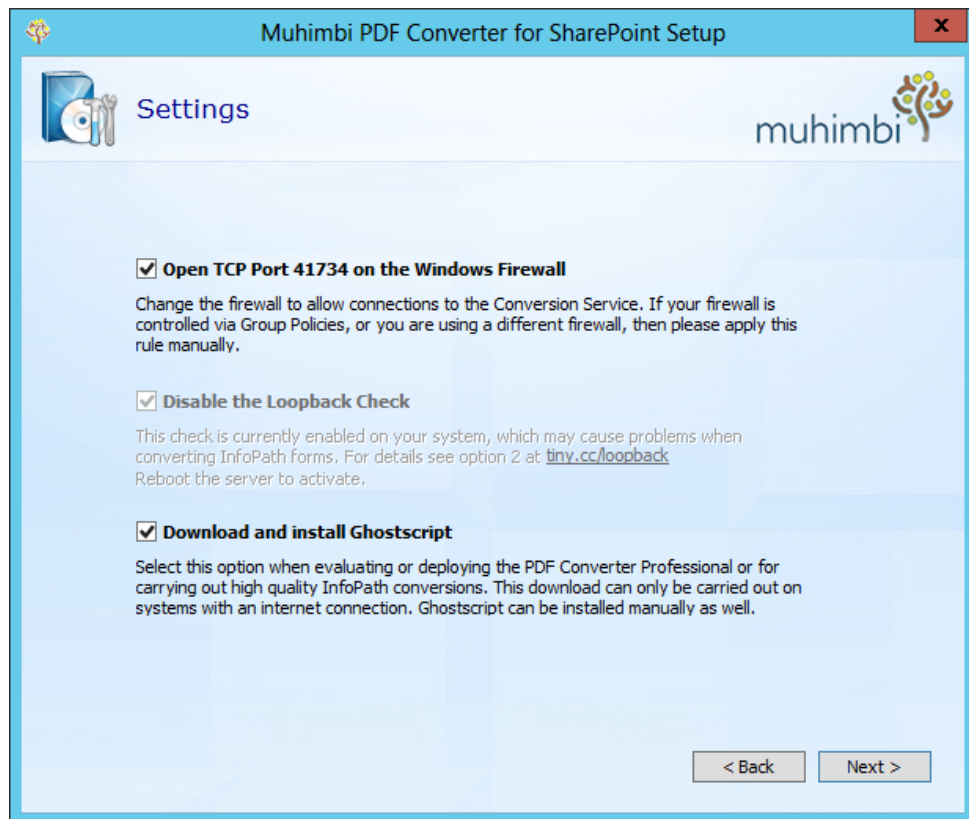 Muhimbi PDF Converter for SharePoint Setup
x
Settings
muhimbi
Open TCP Port 41734 on the Windows Firewall
Change the firewall to allow connections to the Conversion Service. If your firewall is
controlled via Group Policies, or you are using a different firewall, then please apply this
rule manually.
Disable the Loopback Check
This check is currently enabled on your system, which may cause problems when
converting InfoPath forms. For details see option 2 at tiny.cc/loopback
Reboot the server to activate.
Download and install Ghostscript
Select this option when evaluating or deploying the PDF Converter Professional or for
carrying out high quality InfoPath conversions. This download can only be carried out on
systems with an internet connection. Ghostscript can be installed manually as well.
< Back Next >